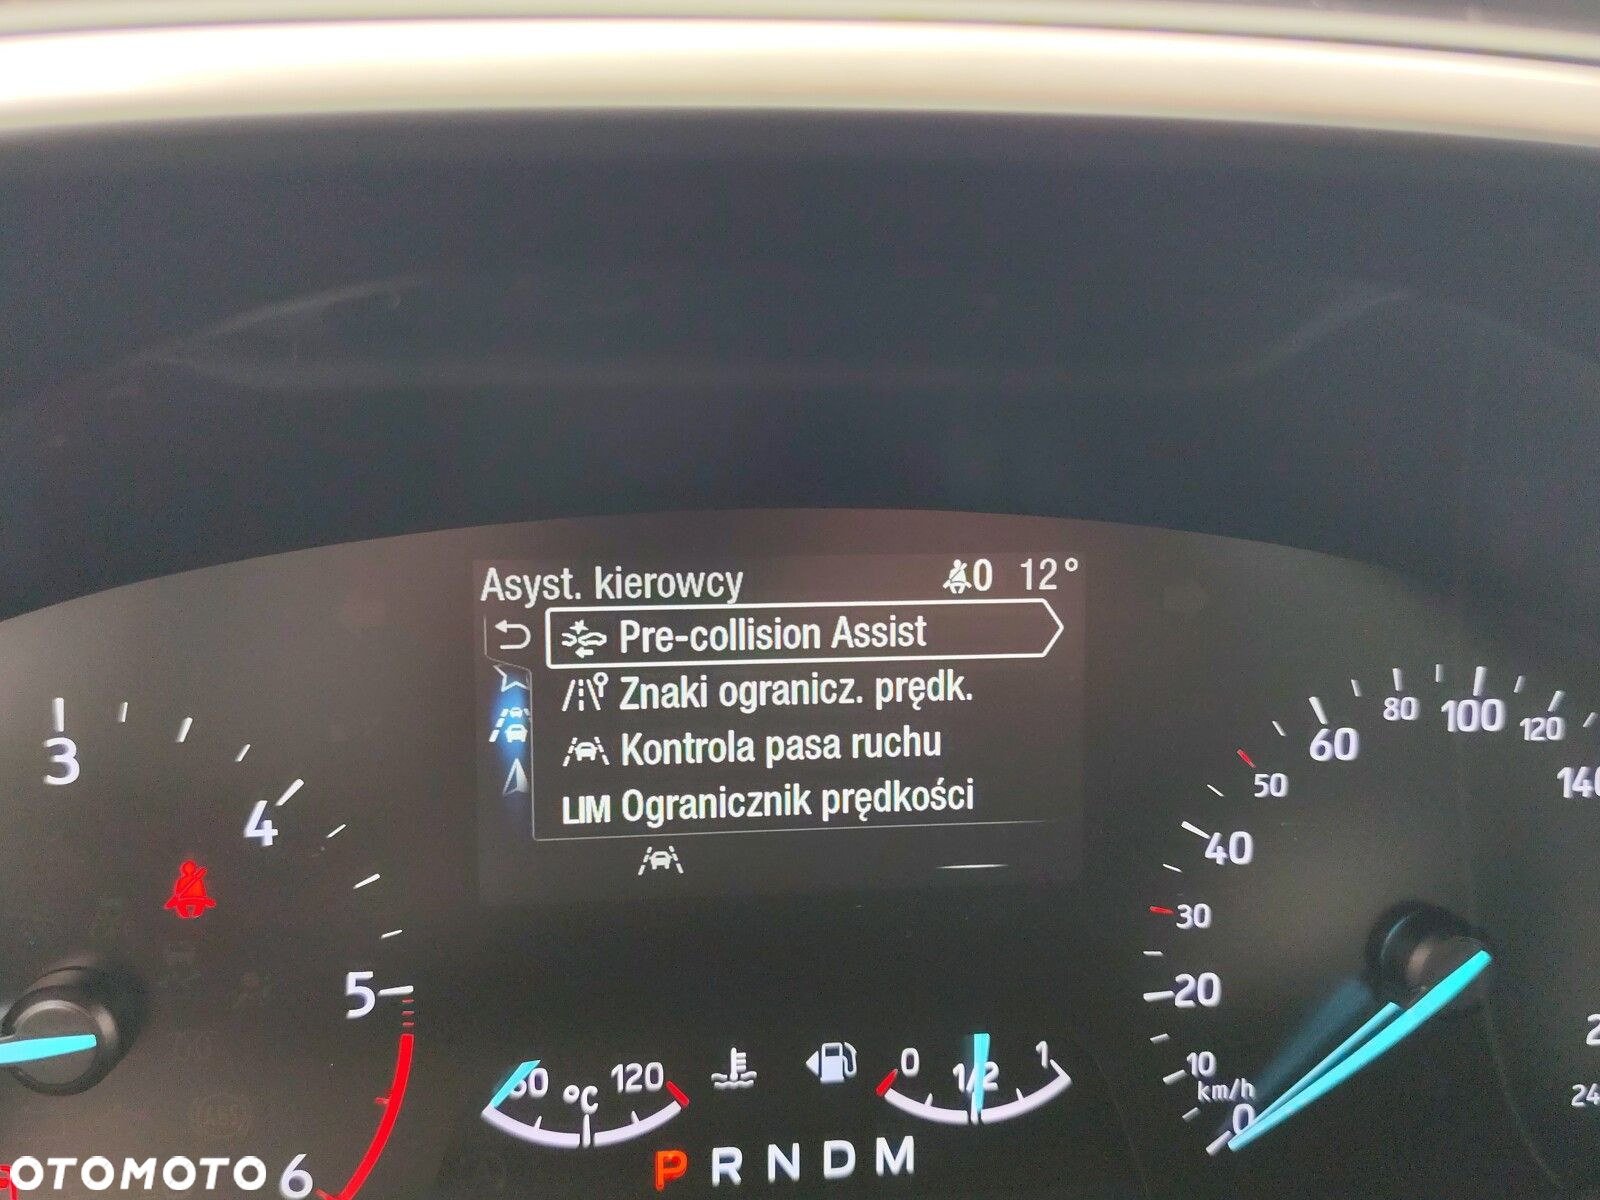 Asyst. kierowcy 0 12°
Pre-collision Assist
Znaki ogranicz. prędk.
Kontrola pasa ruchu
LIM Ogranicznik prędkości
3
4
5
6
60
°C
120
0
1/2
1
P R N D M
0
10
20
30
40
50
60
80
100
120
km/h
OTOMOTO